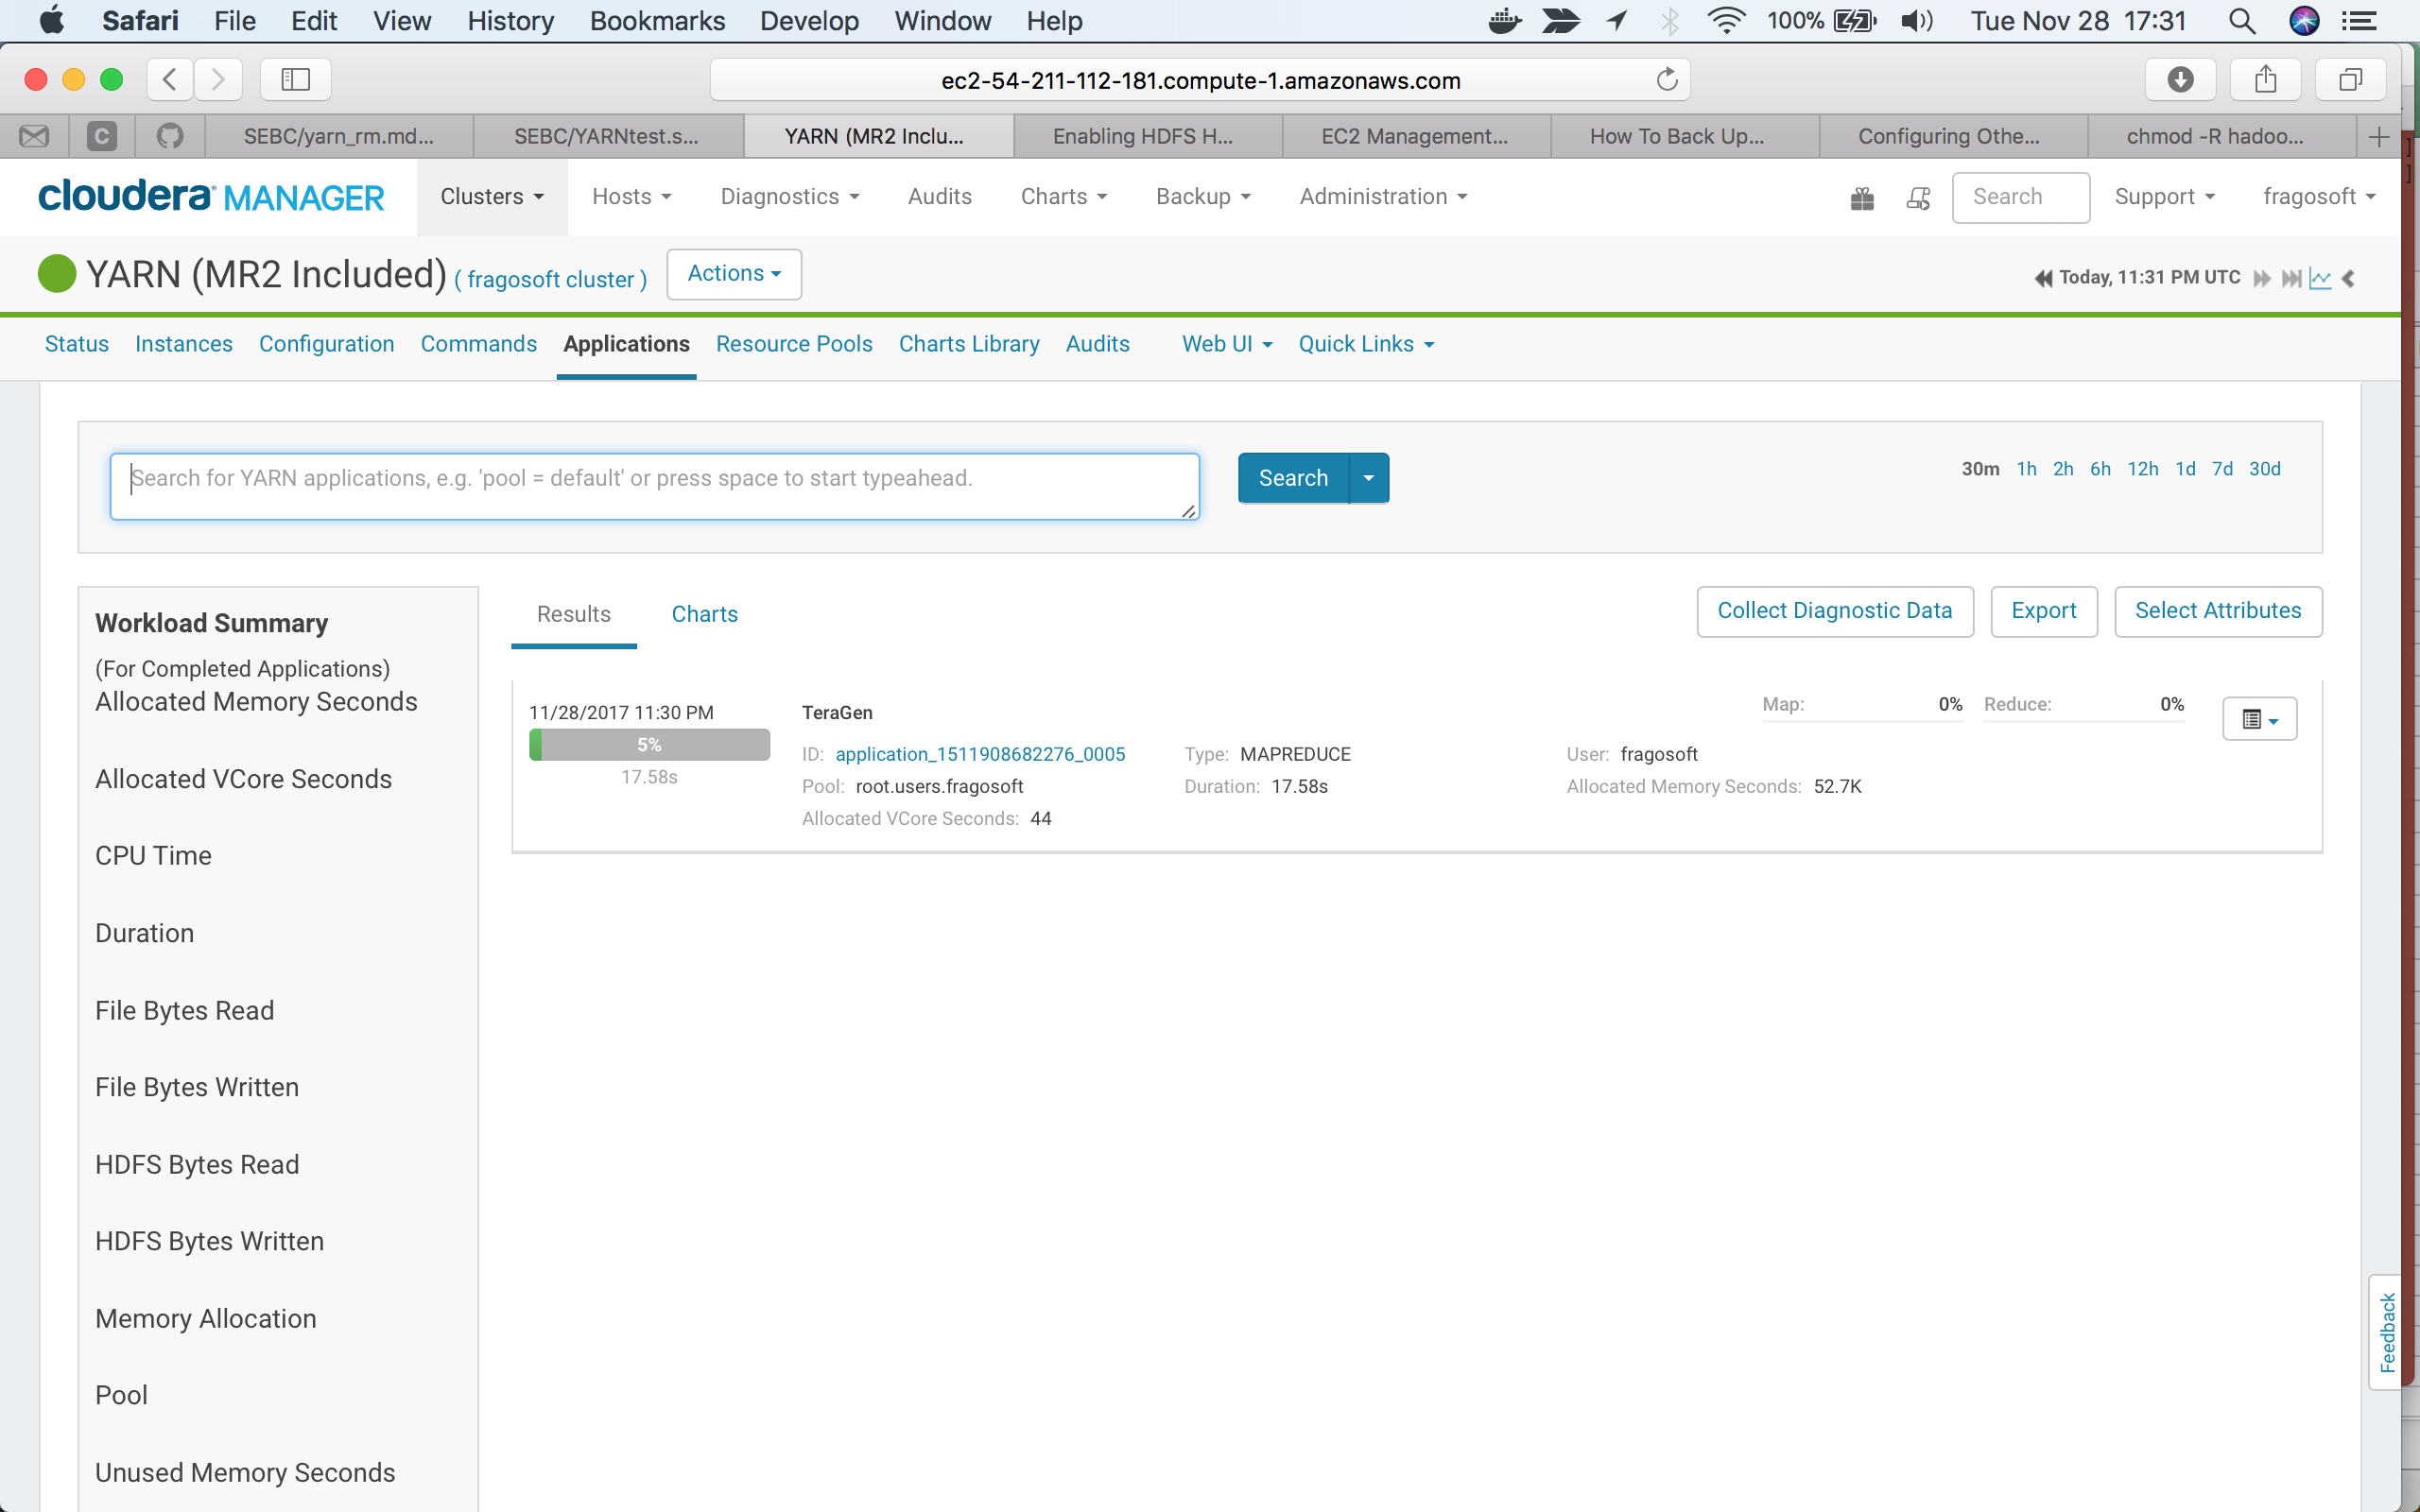 Safari File Edit View History Bookmarks Develop Window Help 100% Tue Nov 28 17:31
ec2-54-211-112-181.compute-1.amazonaws.com
C SEBC/yarn_rm.md... SEBC/YARNtest.s... YARN (MR2 Inclu... Enabling HDFS H... EC2 Management... How To Back Up... Configuring Othe... chmod -R hadoo...
cloudera MANAGER Clusters Hosts Diagnostics Audits Charts Backup Administration Search Support fragosoft
YARN (MR2 Included) ( fragosoft cluster ) Actions Today, 11:31 PM UTC
Status Instances Configuration Commands Applications Resource Pools Charts Library Audits Web UI Quick Links
Search for YARN applications, e.g. 'pool = default' or press space to start typeahead. Search 30m 1h 2h 6h 12h 1d 7d 30d
Workload Summary
(For Completed Applications)
Allocated Memory Seconds
Allocated VCore Seconds
CPU Time
Duration
File Bytes Read
File Bytes Written
HDFS Bytes Read
HDFS Bytes Written
Memory Allocation
Pool
Unused Memory Seconds
Results Charts Collect Diagnostic Data Export Select Attributes
11/28/2017 11:30 PM TeraGen Map: 0% Reduce: 0%
5%
17.58s
ID: application_1511908682276_0005 Type: MAPREDUCE User: fragosoft
Pool: root.users.fragosoft Duration: 17.58s Allocated Memory Seconds: 52.7K
Allocated VCore Seconds: 44
Feedback